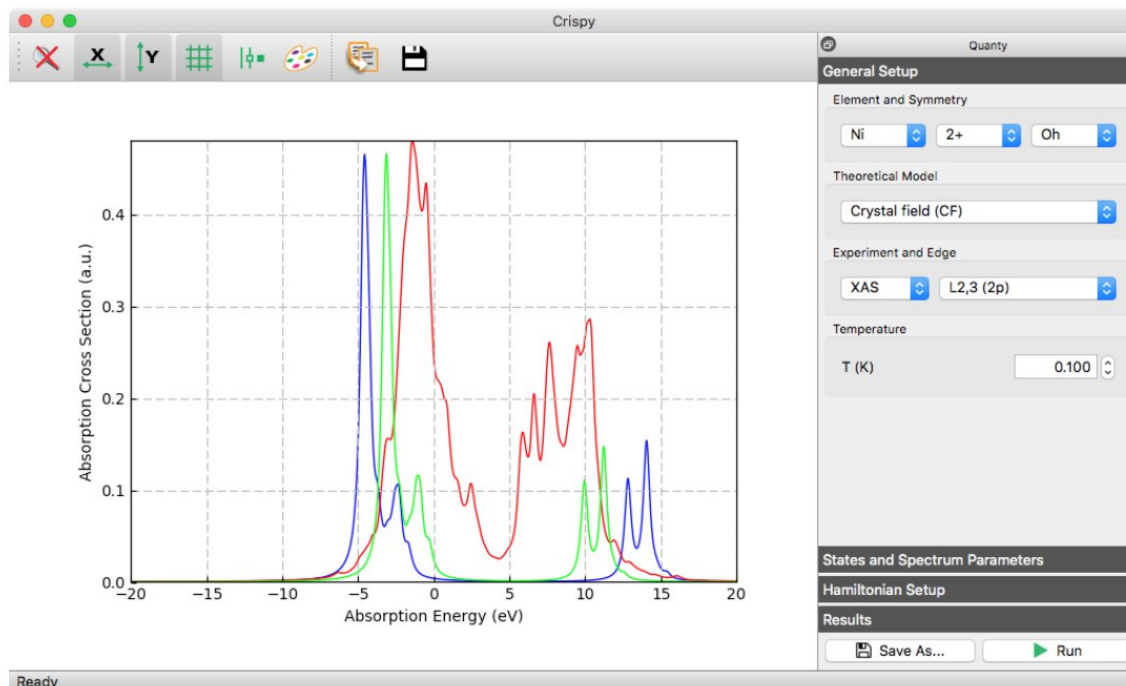 Crispy
X Y
Quanty
General Setup
Element and Symmetry
Ni 2+ Oh
Theoretical Model
Crystal field (CF)
Experiment and Edge
XAS L2,3 (2p)
Temperature
T (K) 0.100
0.4
0.3
0.2
0.1
0.0
−20 −15 −10 −5 0 5 10 15 20
Absorption Cross Section (a.u.)
Absorption Energy (eV)
States and Spectrum Parameters
Hamiltonian Setup
Results
Save As... Run
Ready